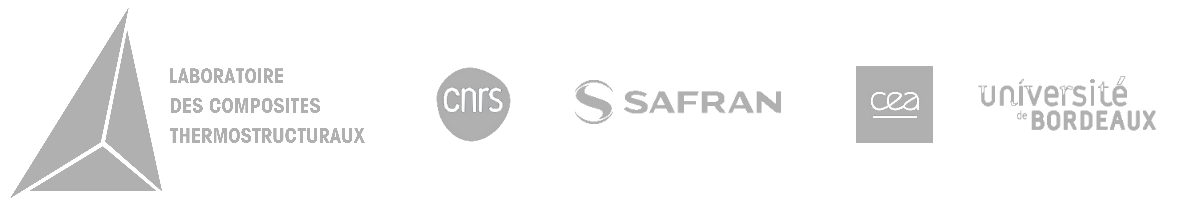 LABORATOIRE
DES COMPOSITES
THERMOSTRUCTURAUX
cnrs
SAFRAN
cea
université
de BORDEAUX